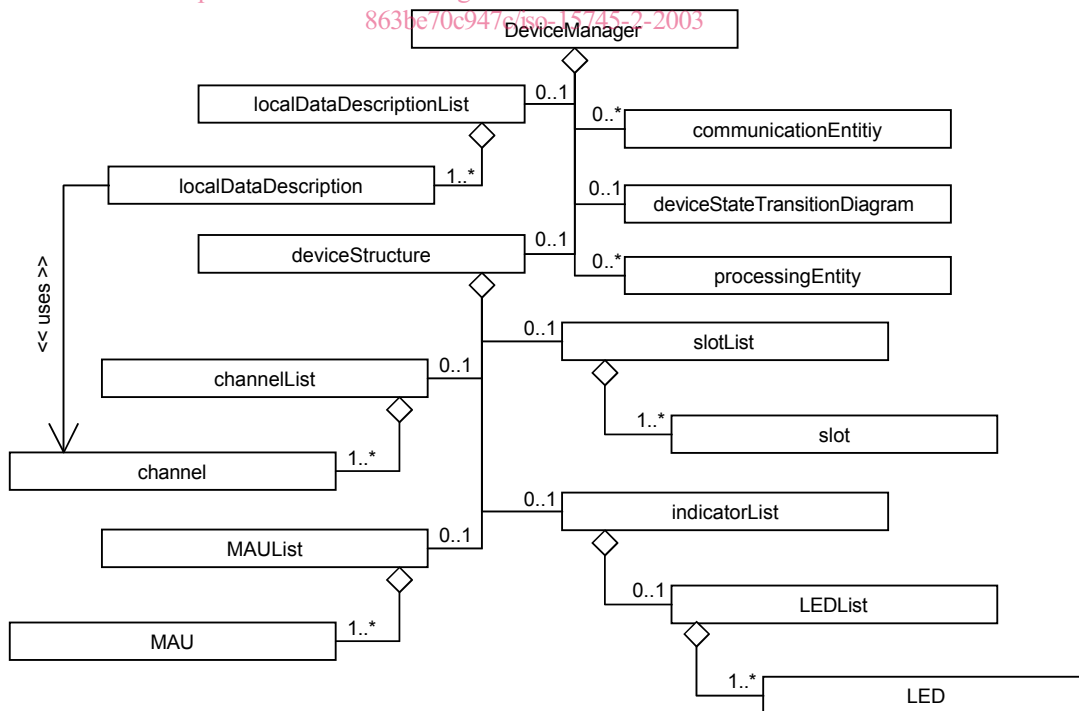 863be70c947c/iso-15745-2-2003
DeviceManager
localDataDescriptionList
0..1
0..*
communicationEntitiy
localDataDescription
1..*
0..1
deviceStateTransitionDiagram
deviceStructure
0..1
0..*
processingEntity
<< uses >>
0..1
slotList
channelList
0..1
1..*
slot
channel
1..*
0..1
indicatorList
MAUList
0..1
0..1
LEDList
MAU
1..*
1..*
LED